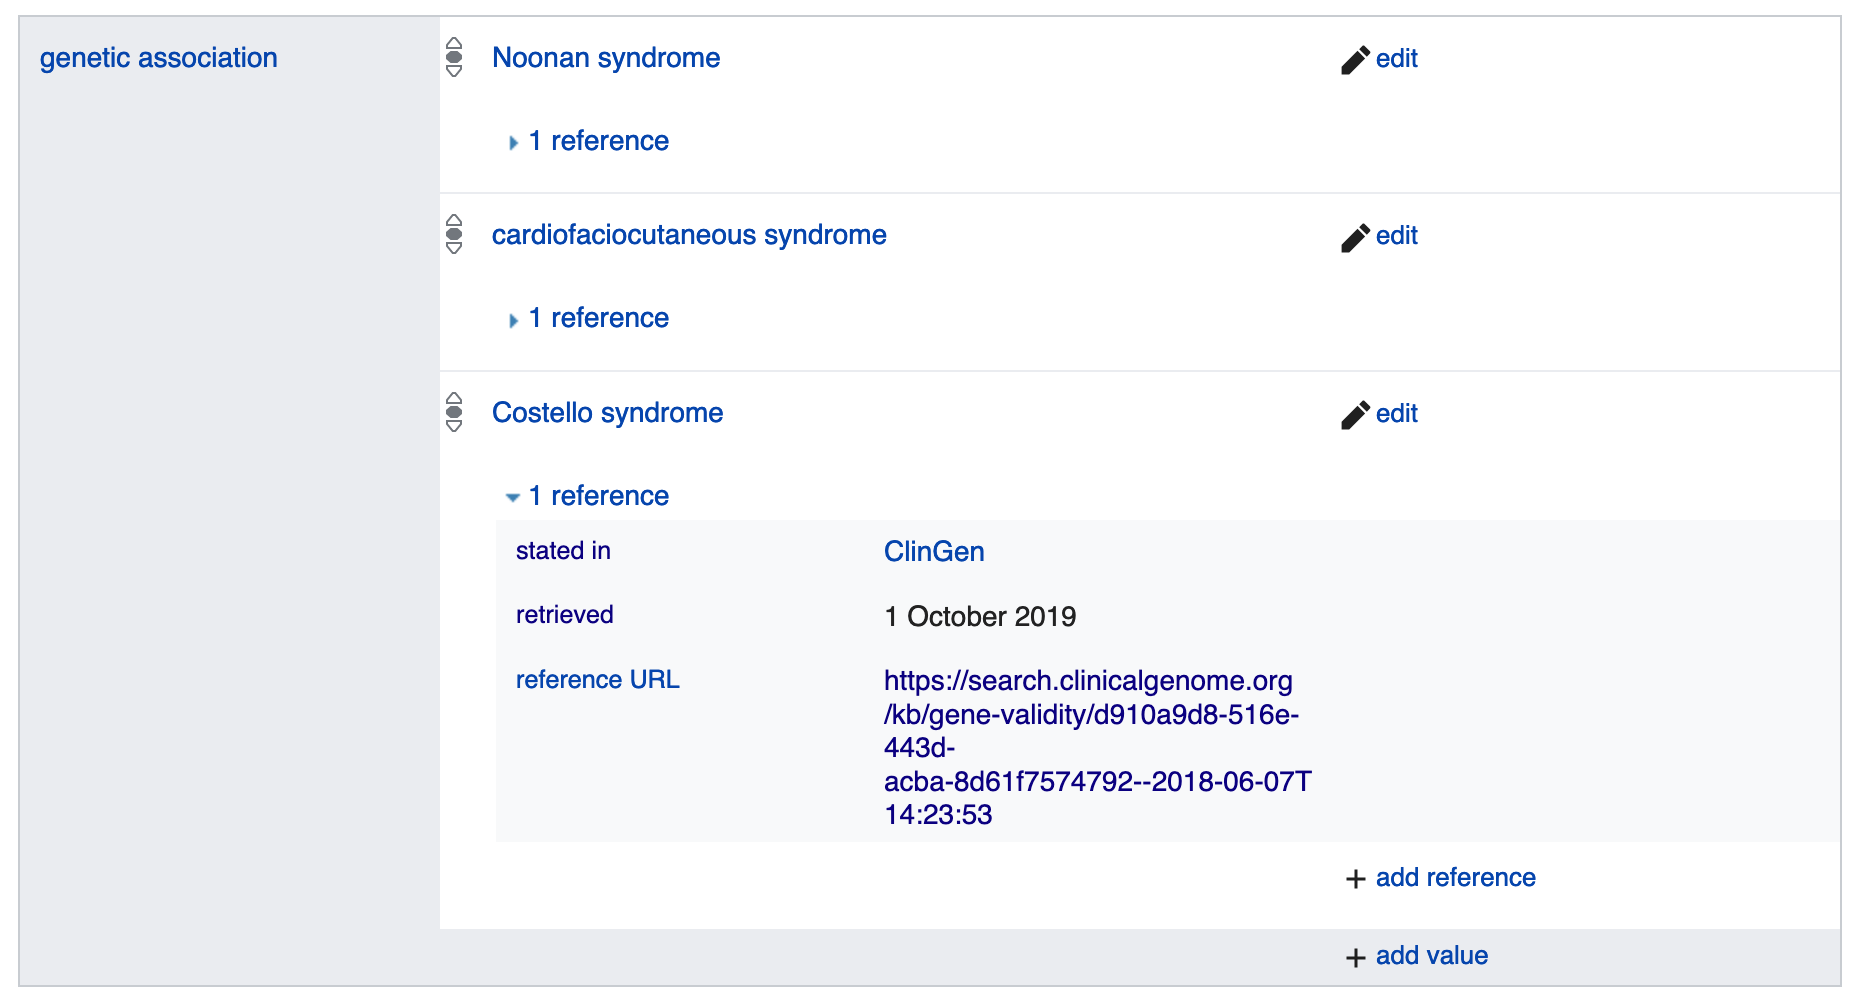 genetic association
Noonan syndrome
edit
1 reference
cardiofaciocutaneous syndrome
edit
1 reference
Costello syndrome
edit
1 reference
stated in
ClinGen
retrieved
1 October 2019
reference URL
https://search.clinicalgenome.org
/kb/gene-validity/d910a9d8-516e-
443d-
acba-8d61f7574792--2018-06-07T
14:23:53
+ add reference
+ add value